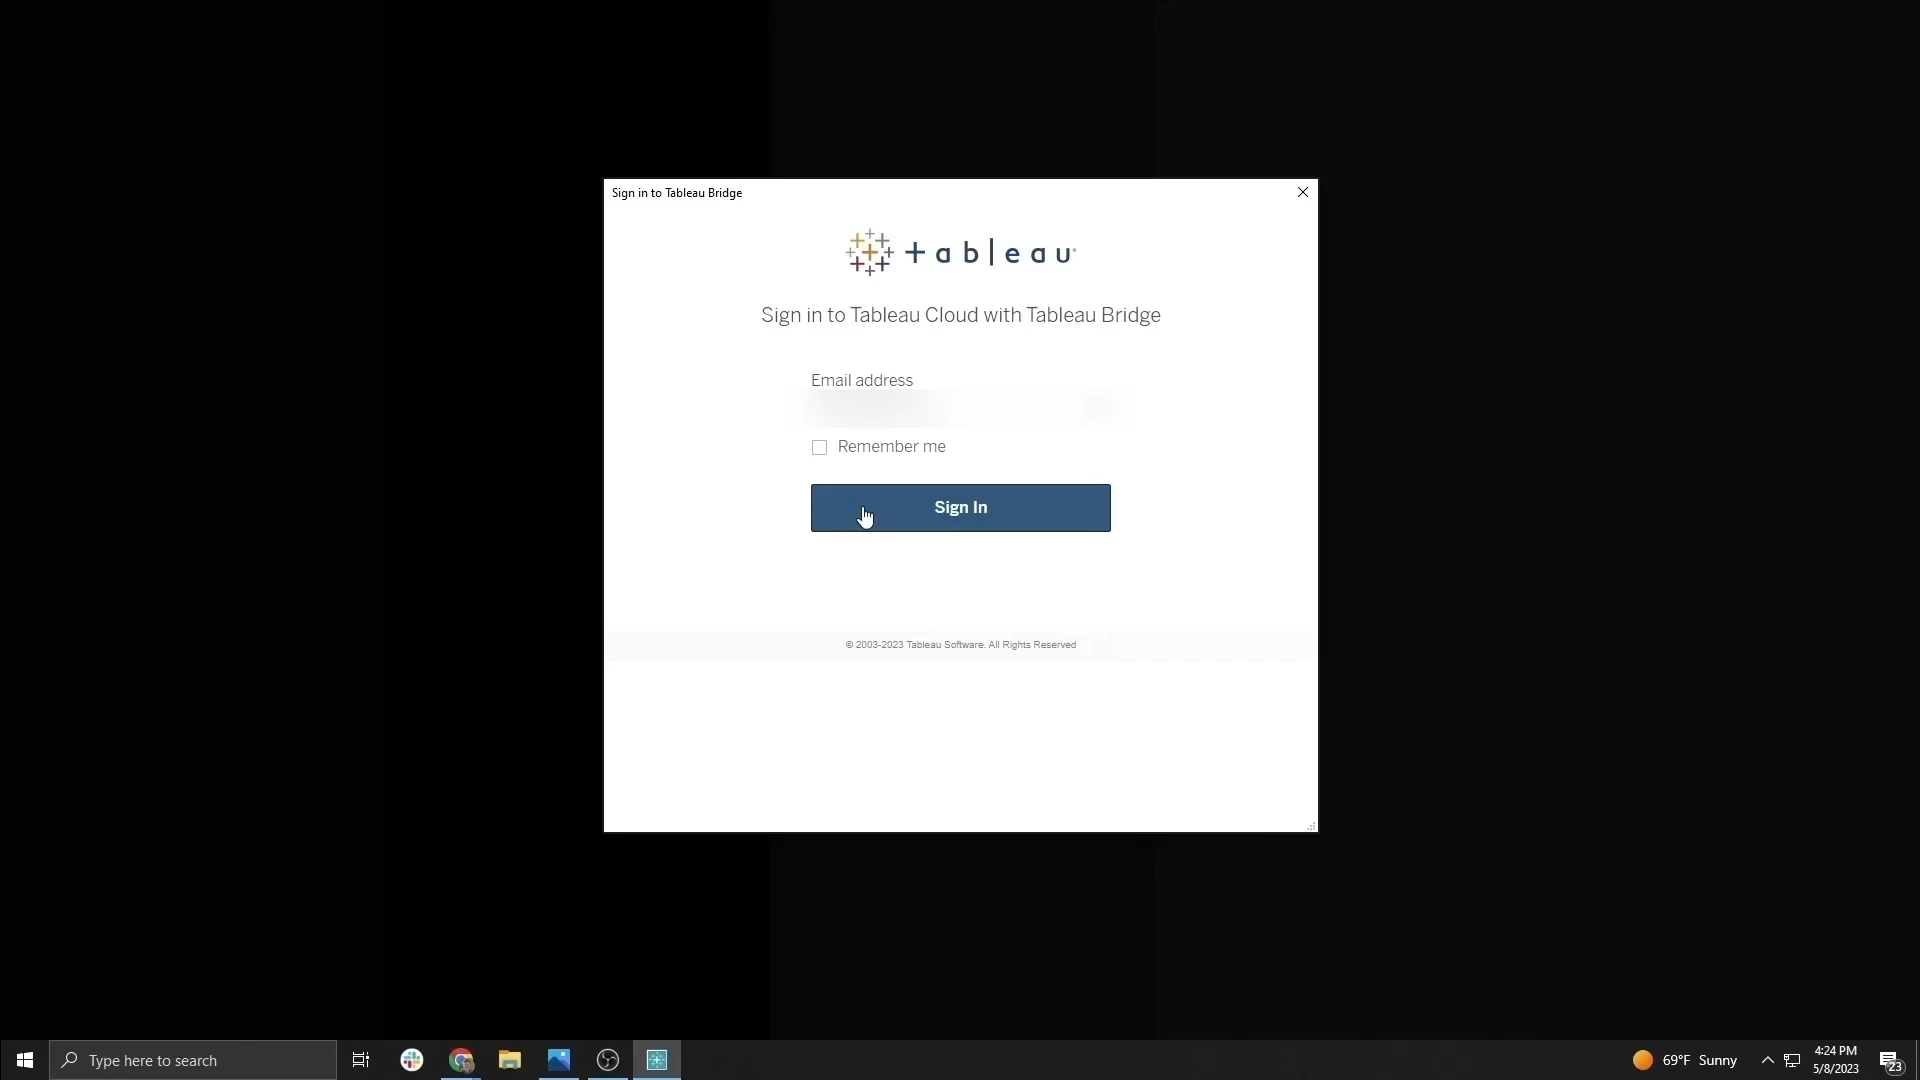 Sign in to Tableau Bridge
+ableau
Sign in to Tableau Cloud with Tableau Bridge
Email address
Remember me
Sign In
© 2003-2023 Tableau Software. All Rights Reserved
Type here to search
69°F Sunny
4:24 PM
5/8/2023
23